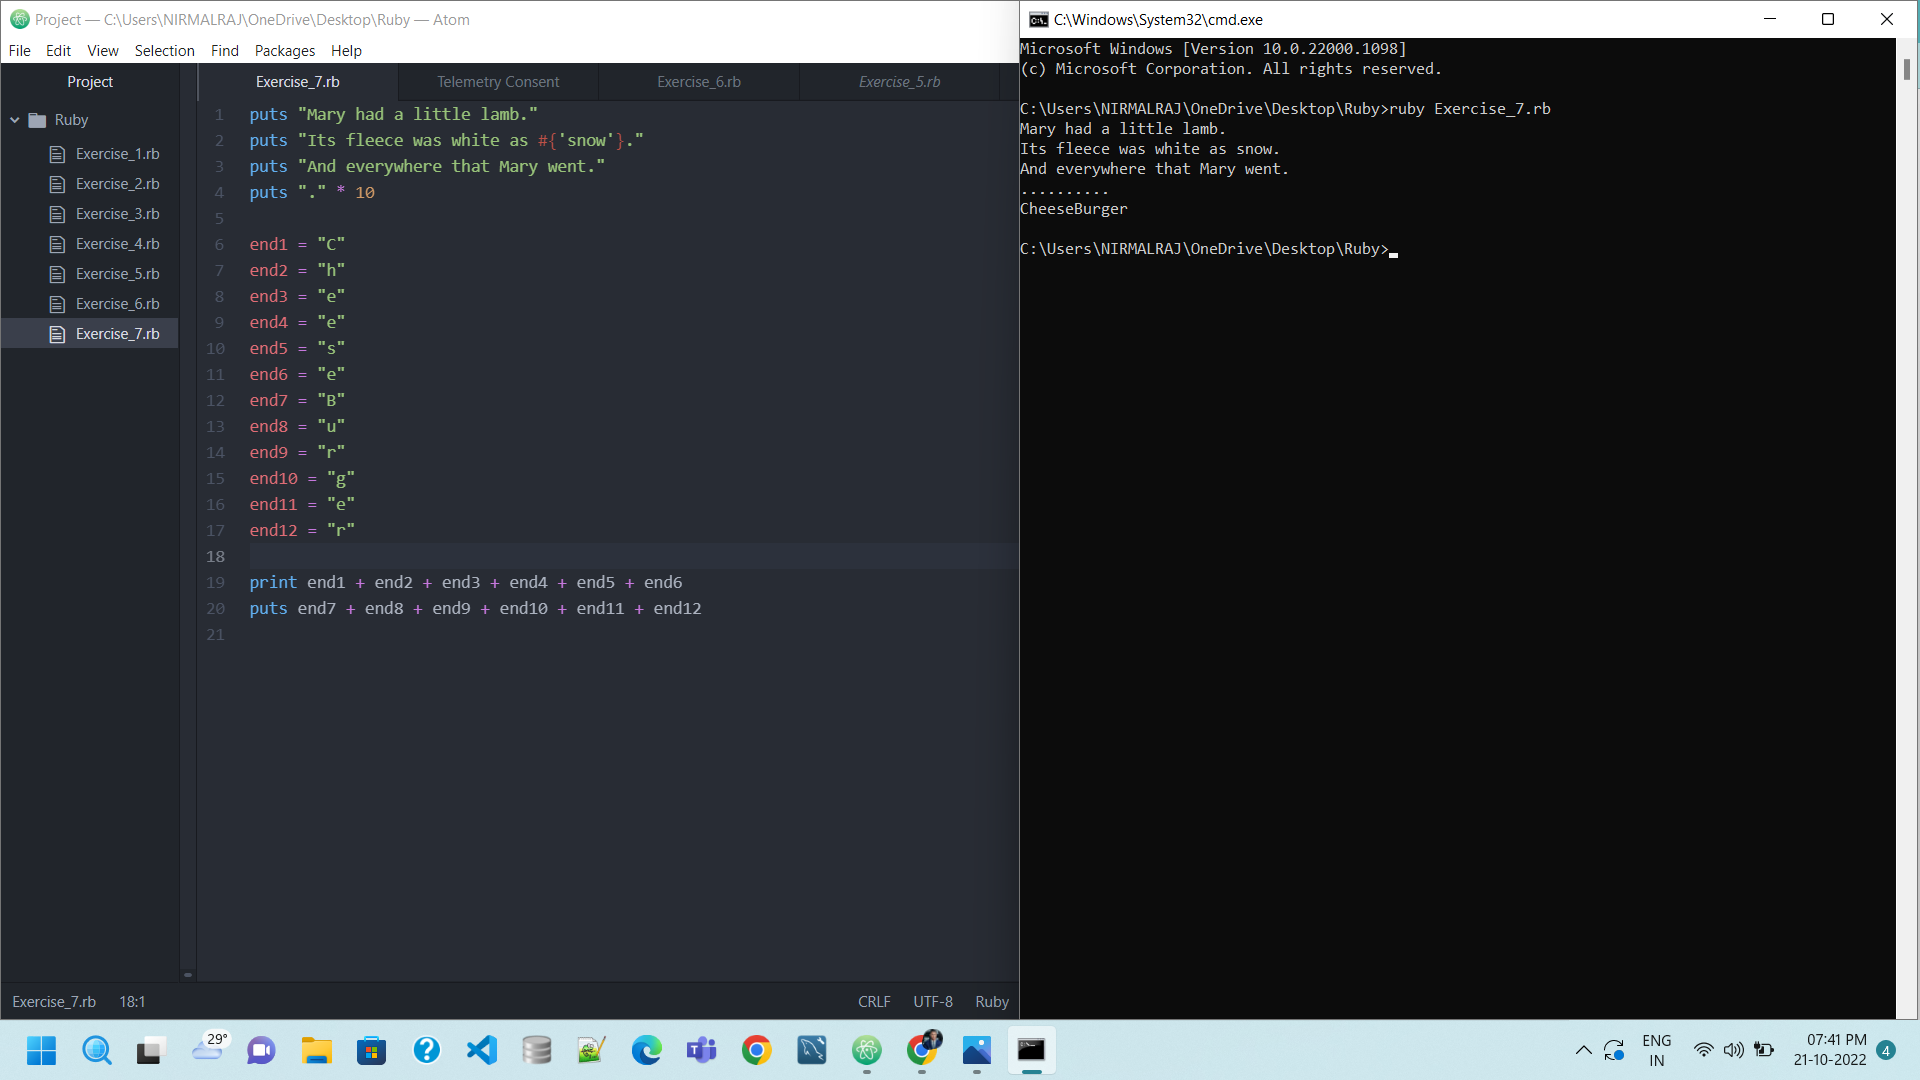 Project — C:\Users\NIRMALRAJ\OneDrive\Desktop\Ruby — Atom
File Edit View Selection Find Packages Help
Project
Ruby
Exercise_1.rb
Exercise_2.rb
Exercise_3.rb
Exercise_4.rb
Exercise_5.rb
Exercise_6.rb
Exercise_7.rb
Exercise_7.rb Telemetry Consent Exercise_6.rb Exercise_5.rb
1 puts "Mary had a little lamb."
2 puts "Its fleece was white as #{'snow'}."
3 puts "And everywhere that Mary went."
4 puts "." * 10
5
6 end1 = "C"
7 end2 = "h"
8 end3 = "e"
9 end4 = "e"
10 end5 = "s"
11 end6 = "e"
12 end7 = "B"
13 end8 = "u"
14 end9 = "r"
15 end10 = "g"
16 end11 = "e"
17 end12 = "r"
18
19 print end1 + end2 + end3 + end4 + end5 + end6
20 puts end7 + end8 + end9 + end10 + end11 + end12
21
Exercise_7.rb 18:1 CRLF UTF-8 Ruby
C:\Windows\System32\cmd.exe
Microsoft Windows [Version 10.0.22000.1098]
(c) Microsoft Corporation. All rights reserved.
C:\Users\NIRMALRAJ\OneDrive\Desktop\Ruby>ruby Exercise_7.rb
Mary had a little lamb.
Its fleece was white as snow.
And everywhere that Mary went.
..........
CheeseBurger
C:\Users\NIRMALRAJ\OneDrive\Desktop\Ruby>
29°
ENG
IN
07:41 PM
21-10-2022
4